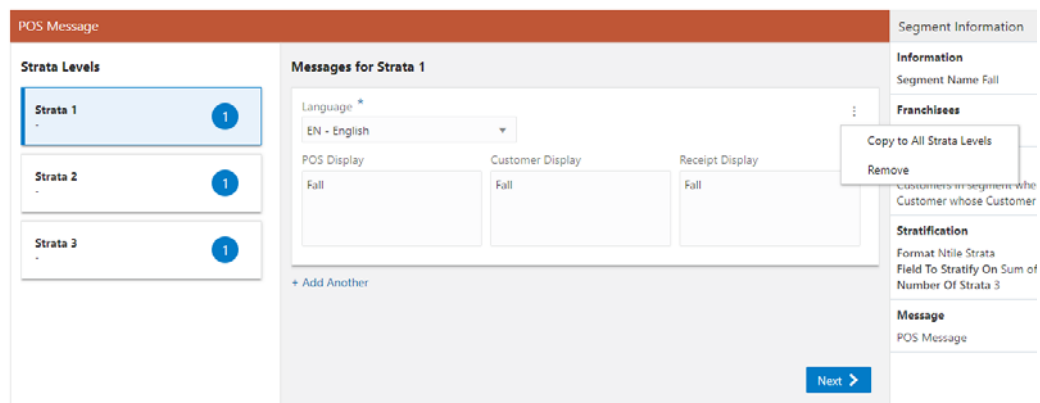 POS Message
Strata Levels
Strata 1
-
1
Strata 2
-
1
Strata 3
-
1
Messages for Strata 1
Language *
EN - English
POS Display
Customer Display
Receipt Display
Fall
Fall
Fall
+ Add Another
Next
Copy to All Strata Levels
Remove
Segment Information
Information
Segment Name Fall
Franchisees
Customers in segment whe
Customer whose Customer
Stratification
Format Ntile Strata
Field To Stratify On Sum of
Number Of Strata 3
Message
POS Message